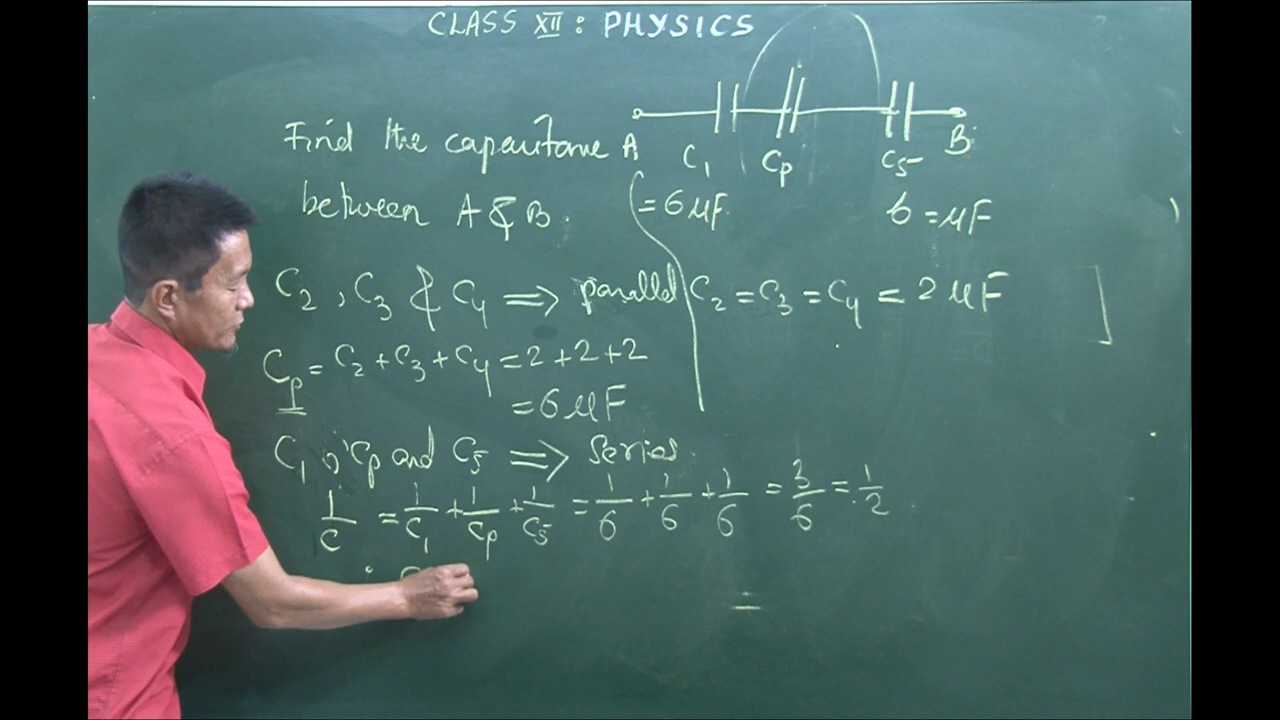 CLASS XII : PHYSICS
Find the capacitance A
B
C₁ Cp C5
between A & B.
= 6 μF.
6 = μF
C₂, C₃ & C₄ ⟹ parallel
C₂ = C₃ = C₄ = 2 μF
Cp = C₂ + C₃ + C₄ = 2 + 2 + 2
= 6 μF
C₁, Cp and C5 ⟹ Series.
1/C = 1/C₁ + 1/Cp + 1/C5 = 1/6 + 1/6 + 1/6 = 3/6 = 1/2